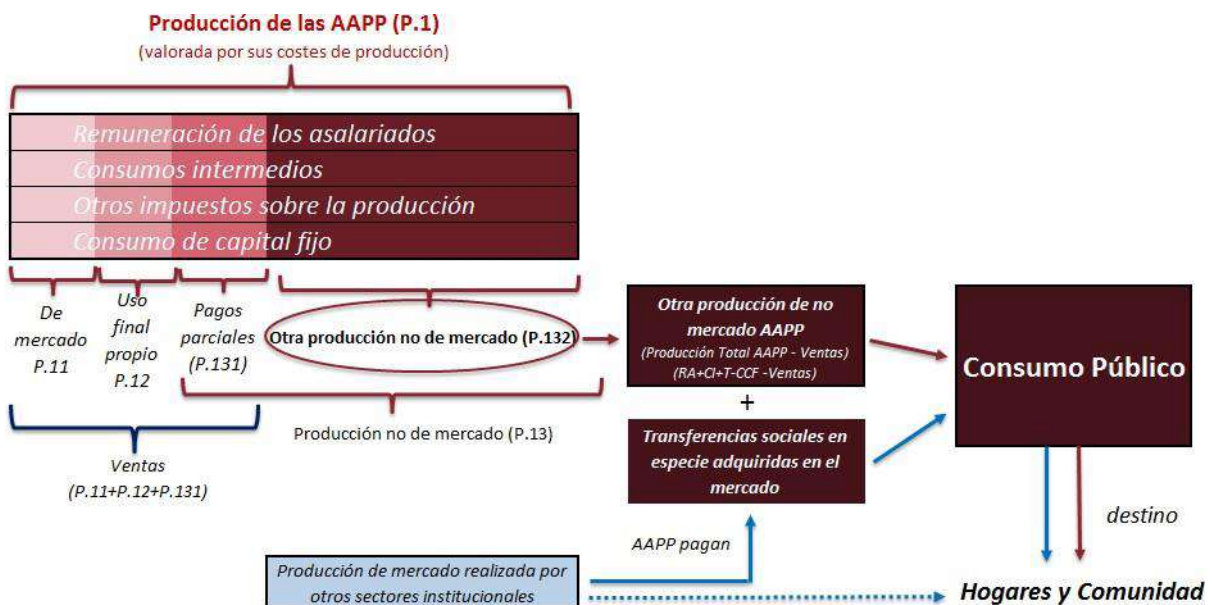 Producción de las AAPP (P.1)
(valorada por sus costes de producción)
Remuneración de los asalariados
Consumos intermedios
Otros impuestos sobre la producción
Consumo de capital fijo
De
mercado
P.11
Uso
final
propio
P.12
Pagos
parciales
(P.131)
Otra producción no de mercado (P.132)
Producción no de mercado (P.13)
Ventas
(P.11+P.12+P.131)
Otra producción de no
mercado AAPP
(Producción Total AAPP - Ventas)
(RA+CI+T-CCF -Ventas)
+
Transferencias sociales en
especie adquiridas en el
mercado
Consumo Público
AAPP pagan
destino
Producción de mercado realizada por
otros sectores institucionales
Hogares y Comunidad